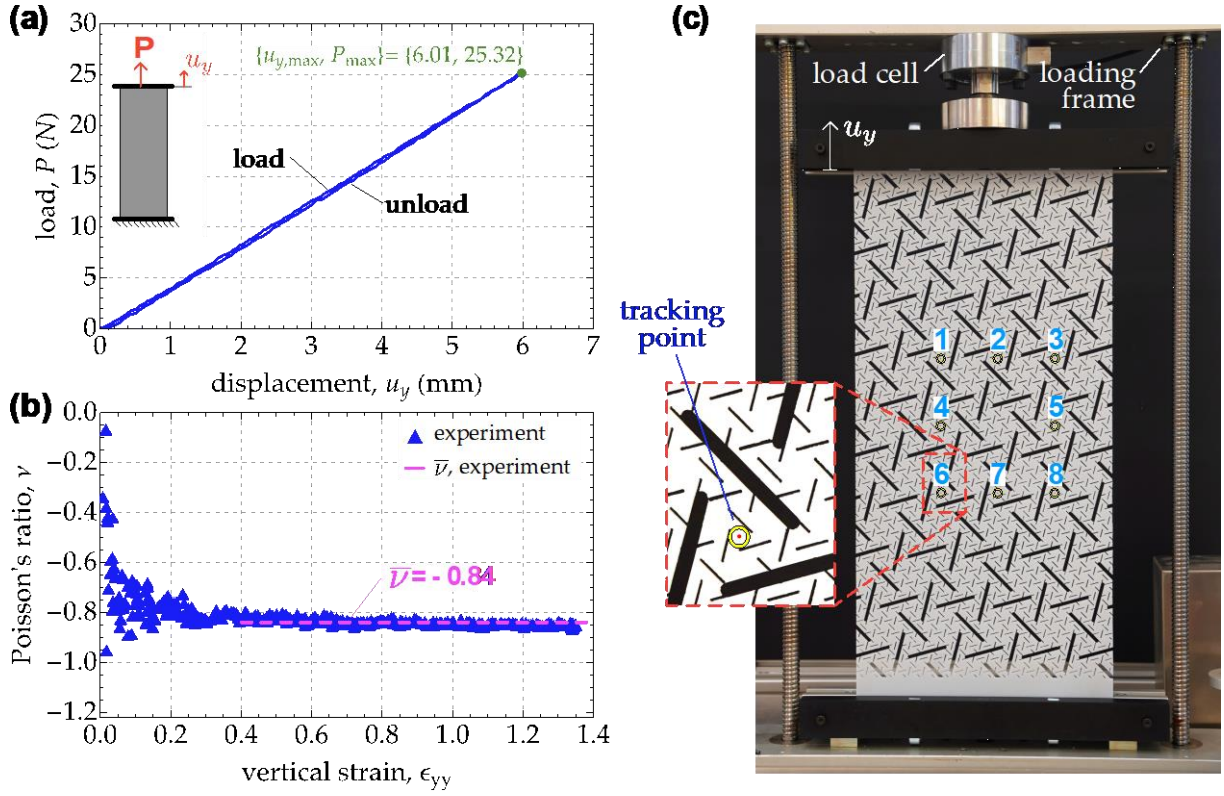 (a)
30
25
20
15
10
5
0
load, P (N)
P
u_y
{u_y,max, P_max}= {6.01, 25.32}
load
unload
0 1 2 3 4 5 6 7
displacement, u_y (mm)
(b)
0.0
−0.2
−0.4
−0.6
−0.8
−1.0
−1.2
Poisson's ratio, ν
experiment
ν̅, experiment
ν̅= - 0.84
0.0 0.2 0.4 0.6 0.8 1.0 1.2 1.4
vertical strain, ϵ_yy
(c)
load cell
loading
frame
u_y
tracking
point
1 2 3
4 5
6 7 8